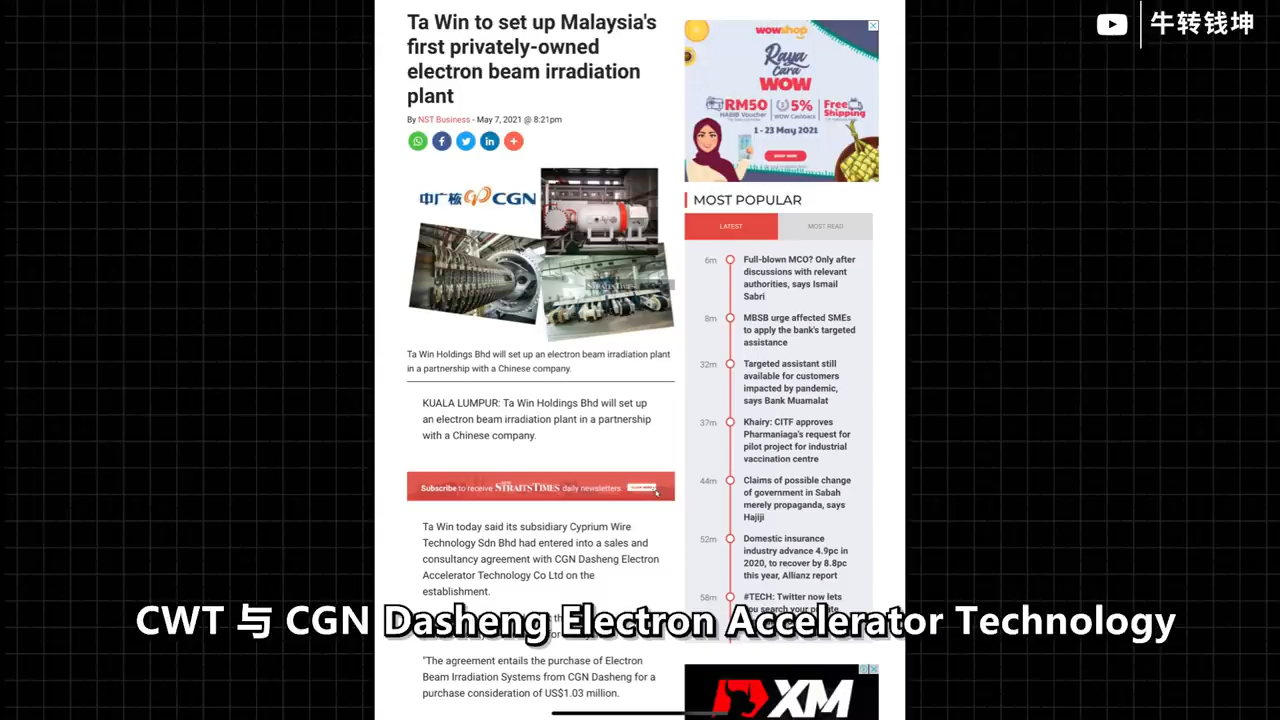 牛转钱坤
Ta Win to set up Malaysia's
first privately-owned
electron beam irradiation
plant
By NST Business - May 7, 2021 @ 8:21pm
中广核 CGN
STRAITS TIMES
Ta Win Holdings Bhd will set up an electron beam irradiation plant
in a partnership with a Chinese company.
KUALA LUMPUR: Ta Win Holdings Bhd will set up
an electron beam irradiation plant in a partnership
with a Chinese company.
Subscribe to receive NEW STRAITS TIMES daily newsletters.
Ta Win today said its subsidiary Cyprium Wire
Technology Sdn Bhd had entered into a sales and
consultancy agreement with CGN Dasheng Electron
Accelerator Technology Co Ltd on the
establishment.
"The agreement entails the purchase of Electron
Beam Irradiation Systems from CGN Dasheng for a
purchase consideration of US$1.03 million.
wowshop
Raya
Cara
WOW
RM50
5%
WOW Cashback
Free
Shipping
1 - 23 May 2021
SHOP NOW
MOST POPULAR
LATEST
MOST READ
6m
Full-blown MCO? Only after
discussions with relevant
authorities, says Ismail
Sabri
8m
MBSB urge affected SMEs
to apply the bank's targeted
assistance
32m
Targeted assistant still
available for customers
impacted by pandemic,
says Bank Muamalat
37m
Khairy: CITF approves
Pharmaniaga's request for
pilot project for industrial
vaccination centre
44m
Claims of possible change
of government in Sabah
merely propaganda, says
Hajiji
52m
Domestic insurance
industry advance 4.9pc in
2020, to recover by 8.8pc
this year, Allianz report
58m
#TECH: Twitter now lets
XM
CWT 与 CGN Dasheng Electron Accelerator Technology